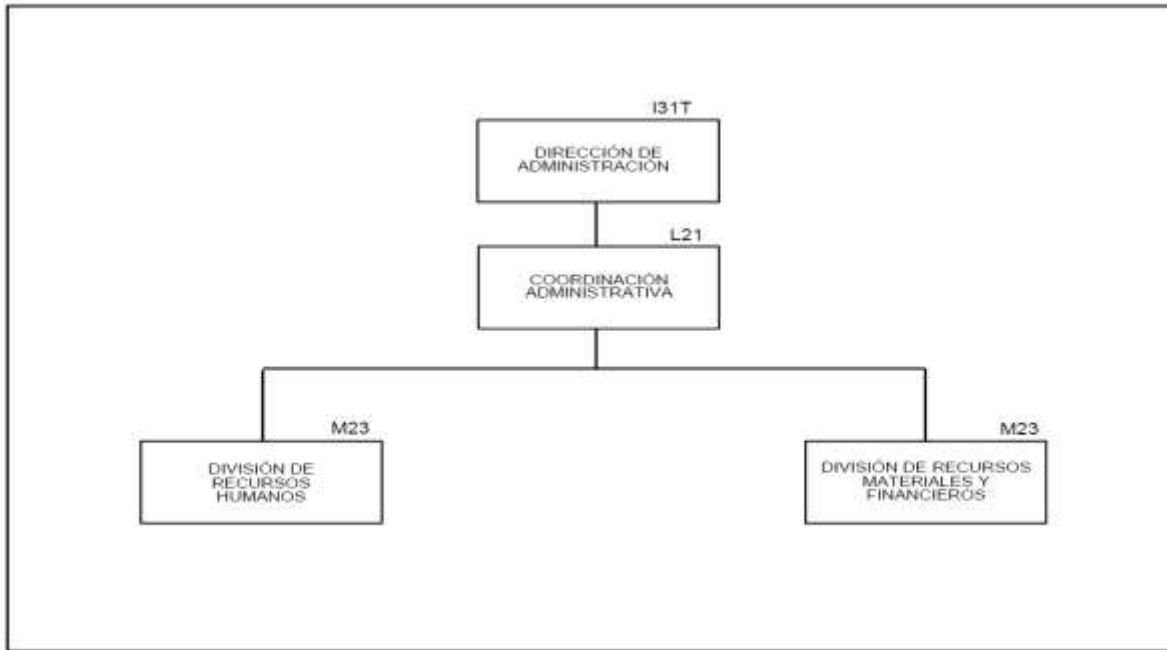 I31T
DIRECCIÓN DE
ADMINISTRACIÓN
L21
COORDINACIÓN
ADMINISTRATIVA
M23
DIVISIÓN DE
RECURSOS
HUMANOS
M23
DIVISIÓN DE RECURSOS
MATERIALES Y
FINANCIEROS